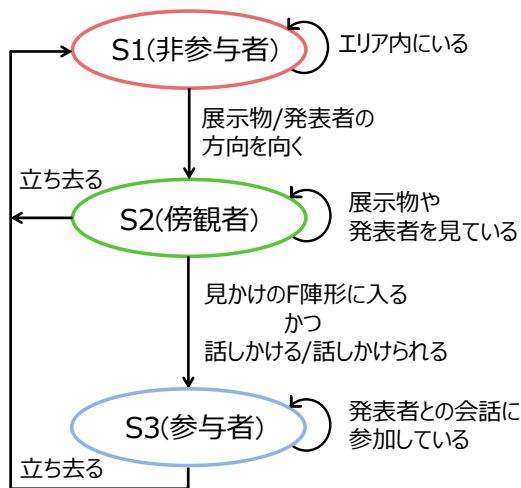 S1(非参与者)
エリア内にいる
展示物/発表者の
方向を向く
立ち去る
S2(傍観者)
展示物や
発表者を見ている
見かけのF陣形に入る
かつ
話しかける/話しかけられる
S3(参与者)
発表者との会話に
参加している
立ち去る